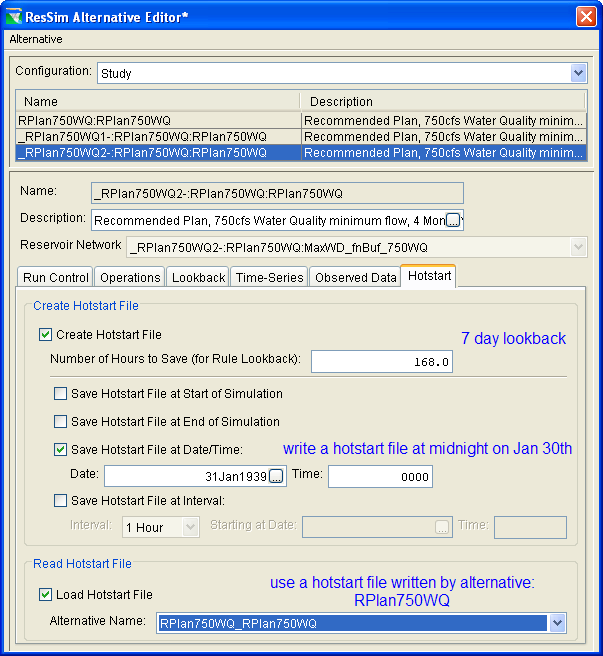 ResSim Alternative Editor*
Alternative
Configuration: Study
Name Description
RPlan750WQ:RPlan750WQ Recommended Plan, 750cfs Water Quality minim...
_RPlan750WQ1-:RPlan750WQ:RPlan750WQ Recommended Plan, 750cfs Water Quality minim...
_RPlan750WQ2-:RPlan750WQ:RPlan750WQ Recommended Plan, 750cfs Water Quality minim...
Name: _RPlan750WQ2-:RPlan750WQ:RPlan750WQ
Description: Recommended Plan, 750cfs Water Quality minimum flow, 4 Mon ...
Reservoir Network _RPlan750WQ2-:RPlan750WQ:MaxWD_fnBuf_750WQ
Run Control Operations Lookback Time-Series Observed Data Hotstart
Create Hotstart File
Create Hotstart File 7 day lookback
Number of Hours to Save (for Rule Lookback): 168.0
Save Hotstart File at Start of Simulation
Save Hotstart File at End of Simulation
Save Hotstart File at Date/Time: write a hotstart file at midnight on Jan 30th
Date: 31Jan1939 ... Time: 0000
Save Hotstart File at Interval:
Interval: 1 Hour Starting at Date: ... Time:
Read Hotstart File
Load Hotstart File use a hotstart file written by alternative:
RPlan750WQ
Alternative Name: RPlan750WQ_RPlan750WQ